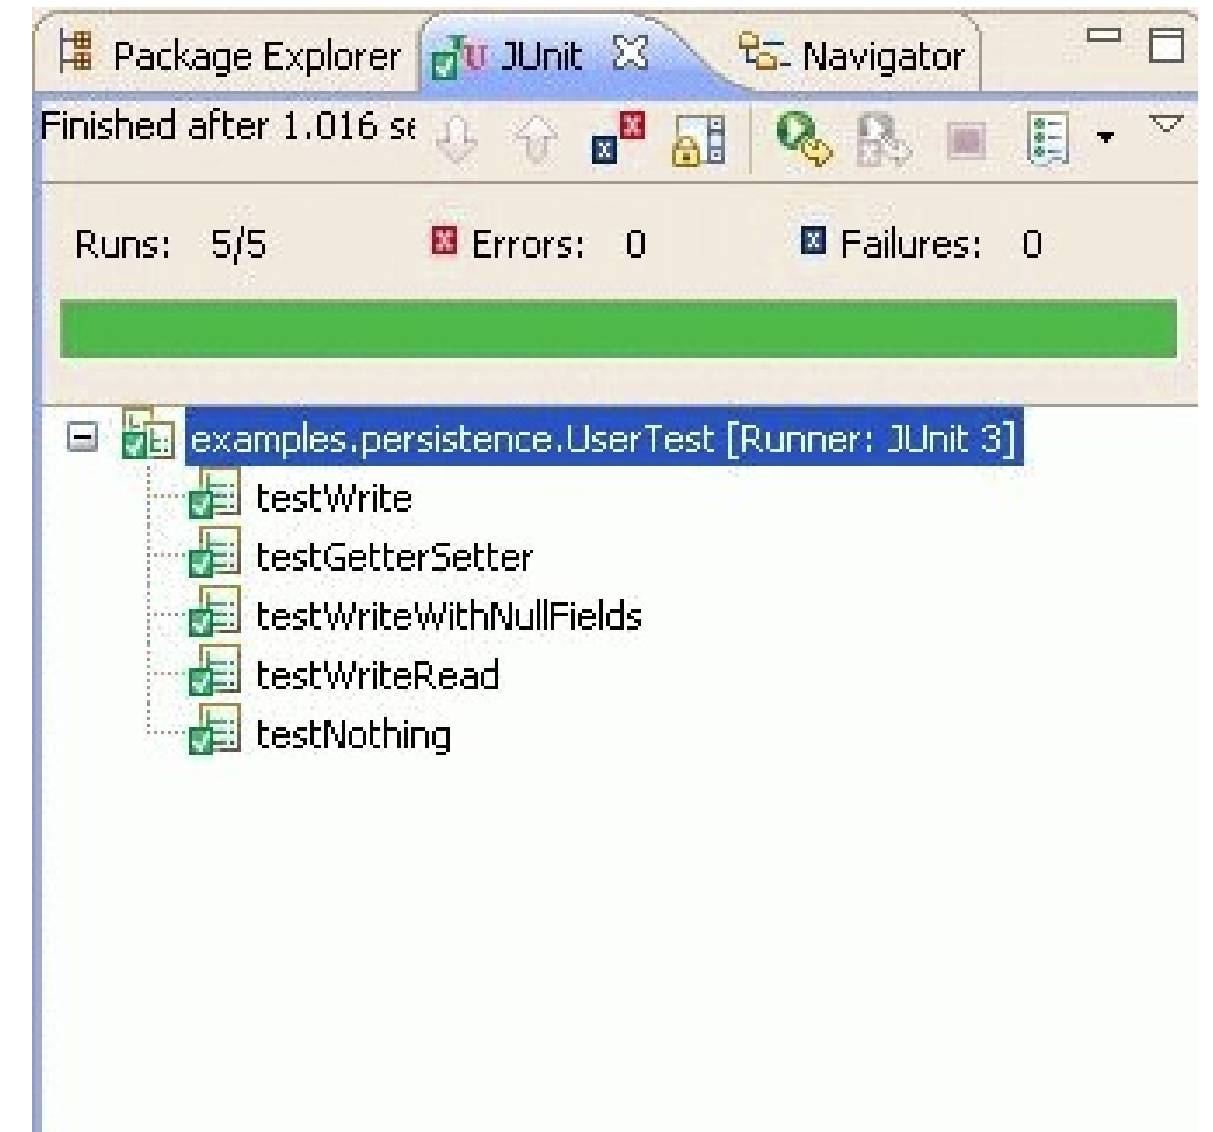 Package Explorer JUnit Navigator
Finished after 1.016 se
Runs: 5/5 Errors: 0 Failures: 0
examples.persistence.UserTest [Runner: JUnit 3]
testWrite
testGetterSetter
testWriteWithNullFields
testWriteRead
testNothing